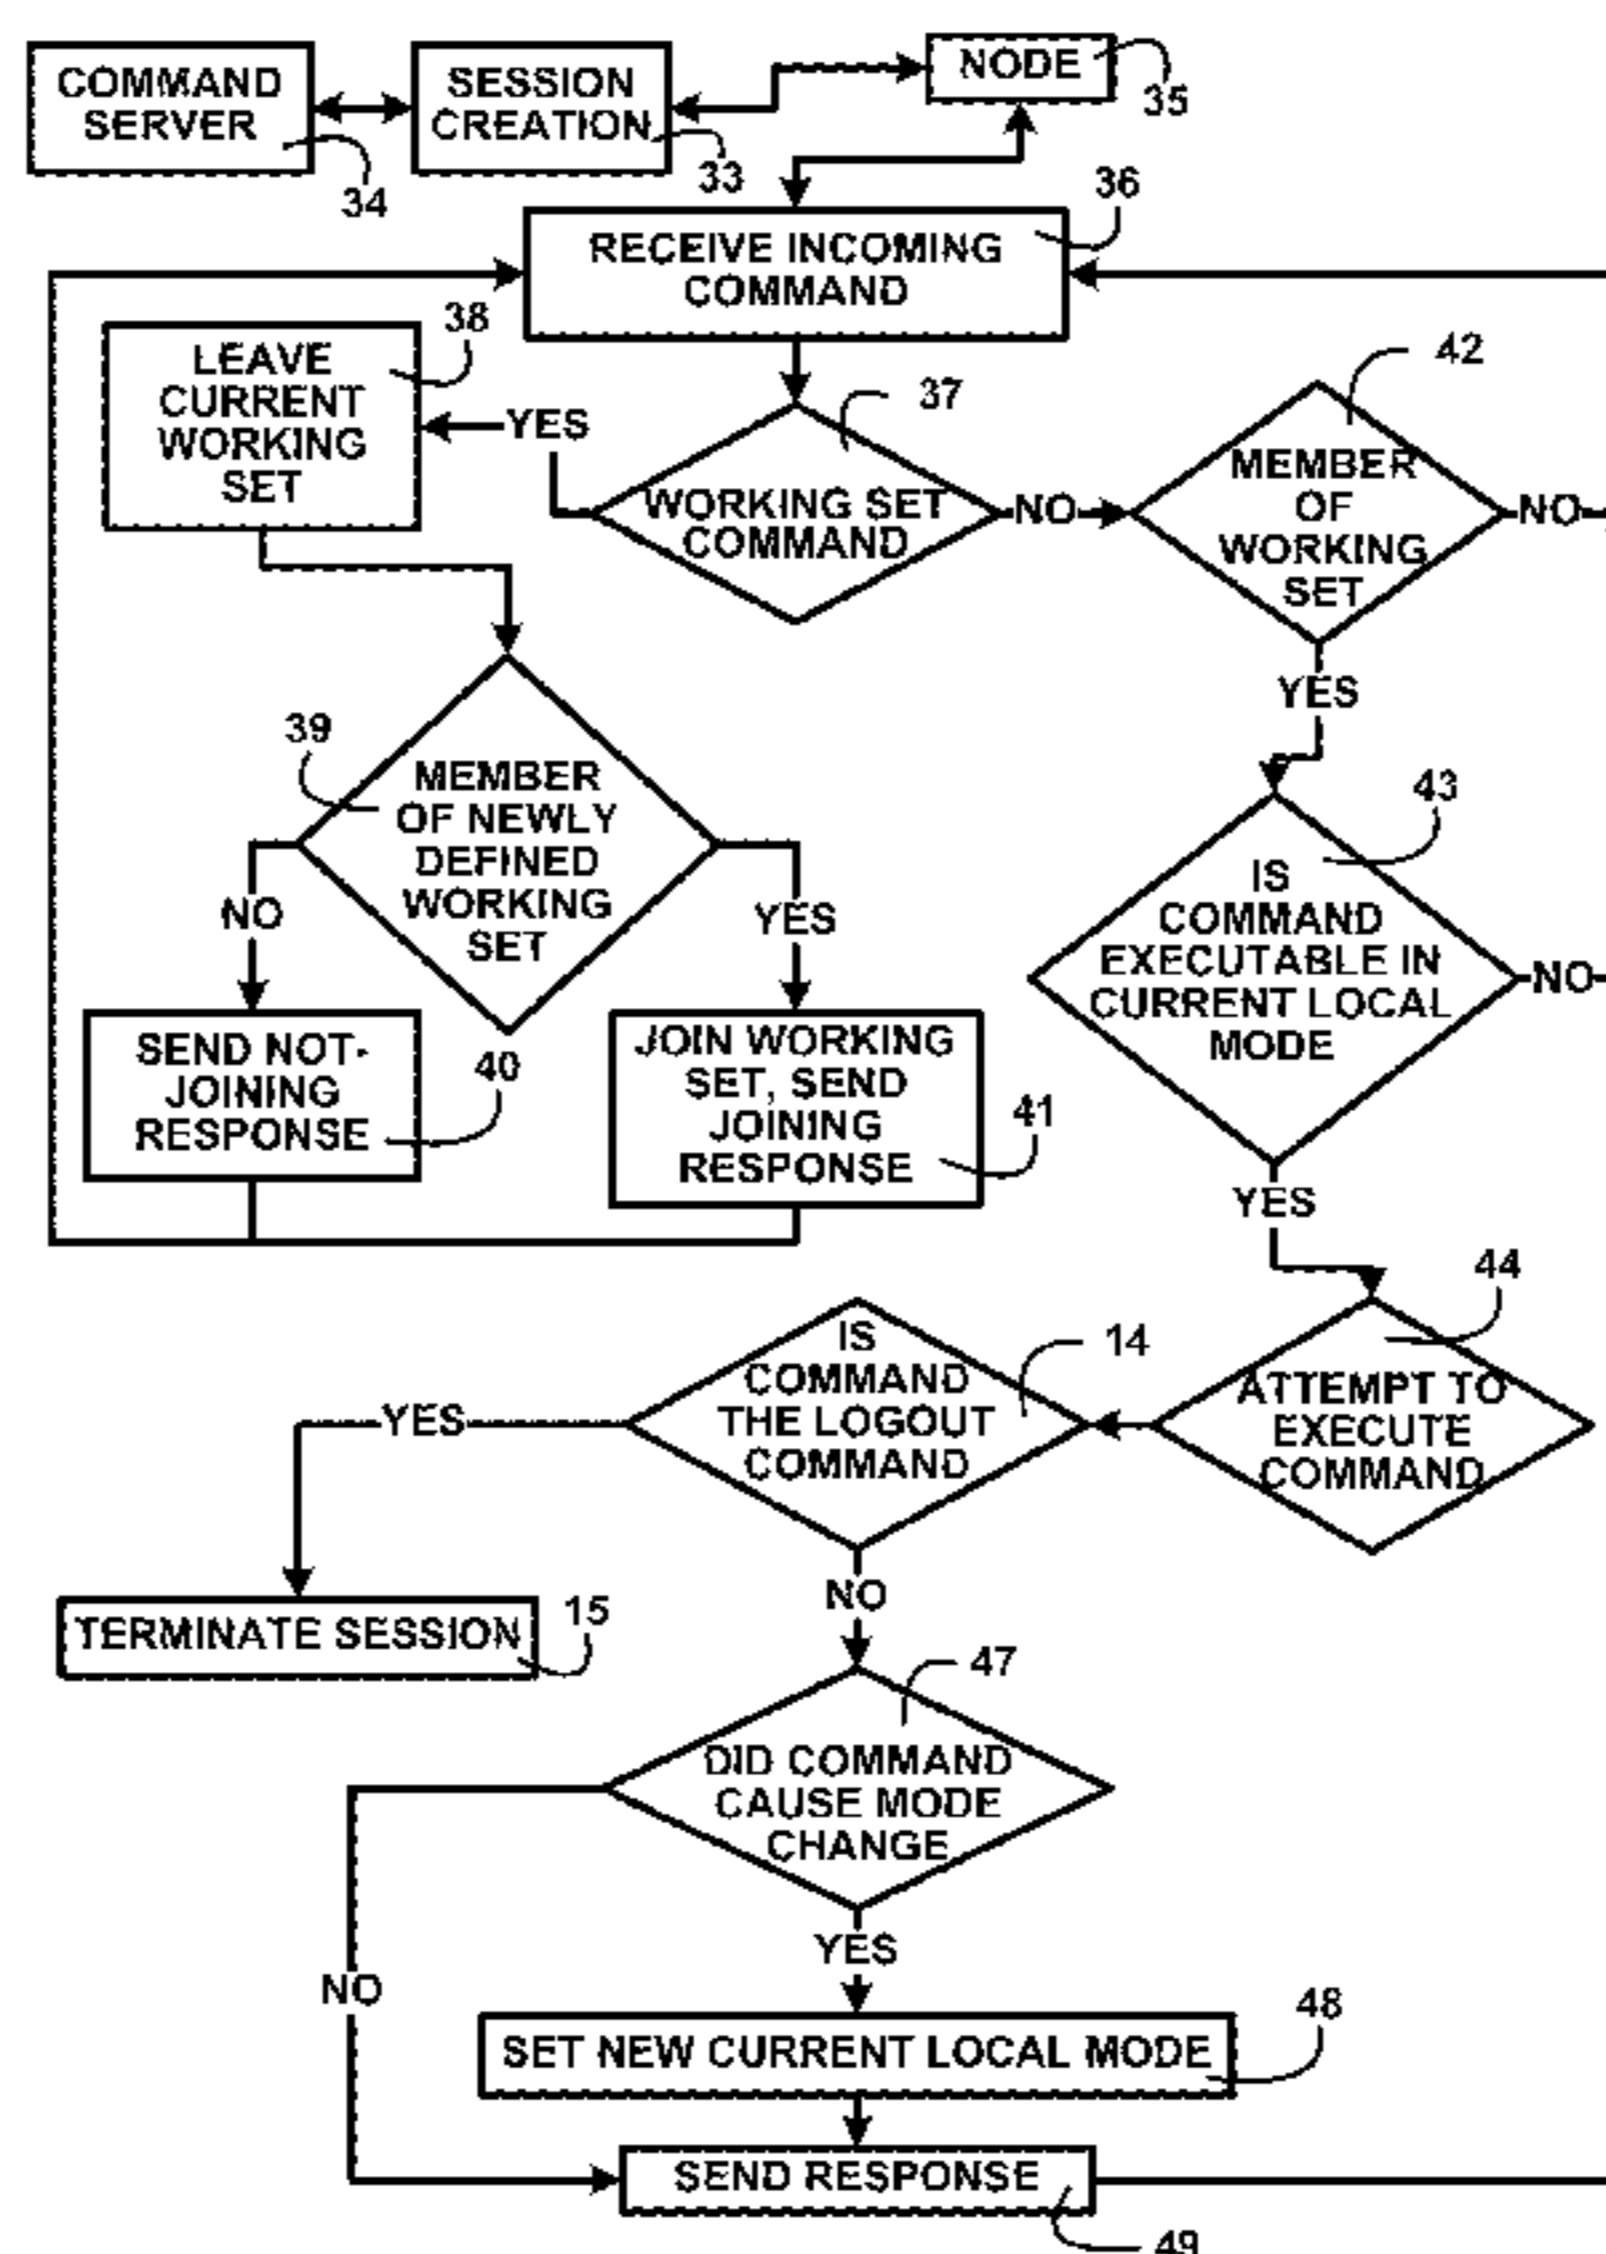 COMMAND
SERVER
34
SESSION
CREATION
33
NODE
35
36
RECEIVE INCOMING
COMMAND
38
LEAVE
CURRENT
WORKING
SET
YES
37
WORKING SET
COMMAND
NO
42
MEMBER
OF
WORKING
SET
NO
YES
39
MEMBER
OF NEWLY
DEFINED
WORKING
SET
NO
YES
43
IS
COMMAND
EXECUTABLE IN
CURRENT LOCAL
MODE
NO
SEND NOT-
JOINING
RESPONSE
40
JOIN WORKING
SET, SEND
JOINING
RESPONSE
41
YES
44
ATTEMPT TO
EXECUTE
COMMAND
14
IS
COMMAND
THE LOGOUT
COMMAND
YES
NO
TERMINATE SESSION
15
47
DID COMMAND
CAUSE MODE
CHANGE
YES
NO
48
SET NEW CURRENT LOCAL MODE
SEND RESPONSE
49